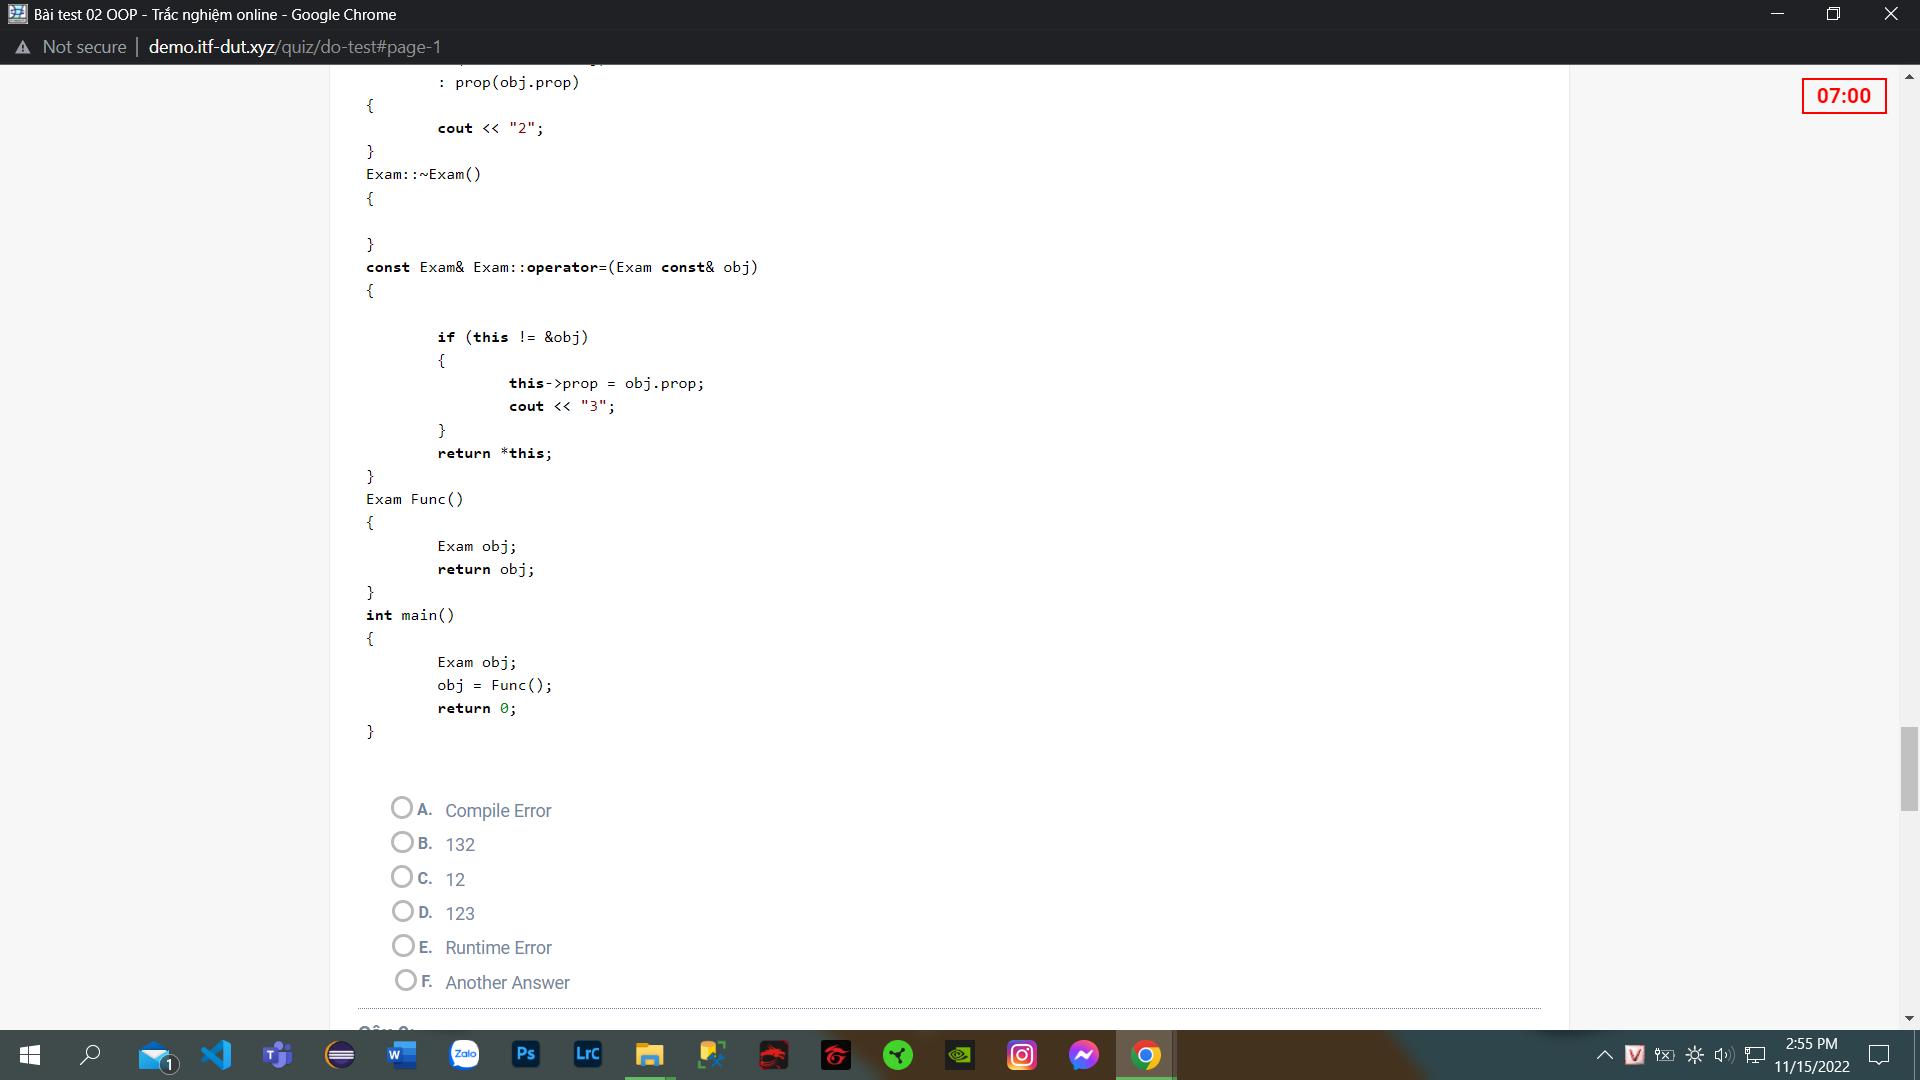 Bài test 02 OOP - Trắc nghiệm online - Google Chrome
Not secure | demo.itf-dut.xyz/quiz/do-test#page-1
07:00
: prop(obj.prop)
{
cout << "2";
}
Exam::~Exam()
{
}
const Exam& Exam::operator=(Exam const& obj)
{
if (this != &obj)
{
this->prop = obj.prop;
cout << "3";
}
return *this;
}
Exam Func()
{
Exam obj;
return obj;
}
int main()
{
Exam obj;
obj = Func();
return 0;
}
A. Compile Error
B. 132
C. 12
D. 123
E. Runtime Error
F. Another Answer
1
T
W
Zalo
Ps
LrC
V
2:55 PM
11/15/2022